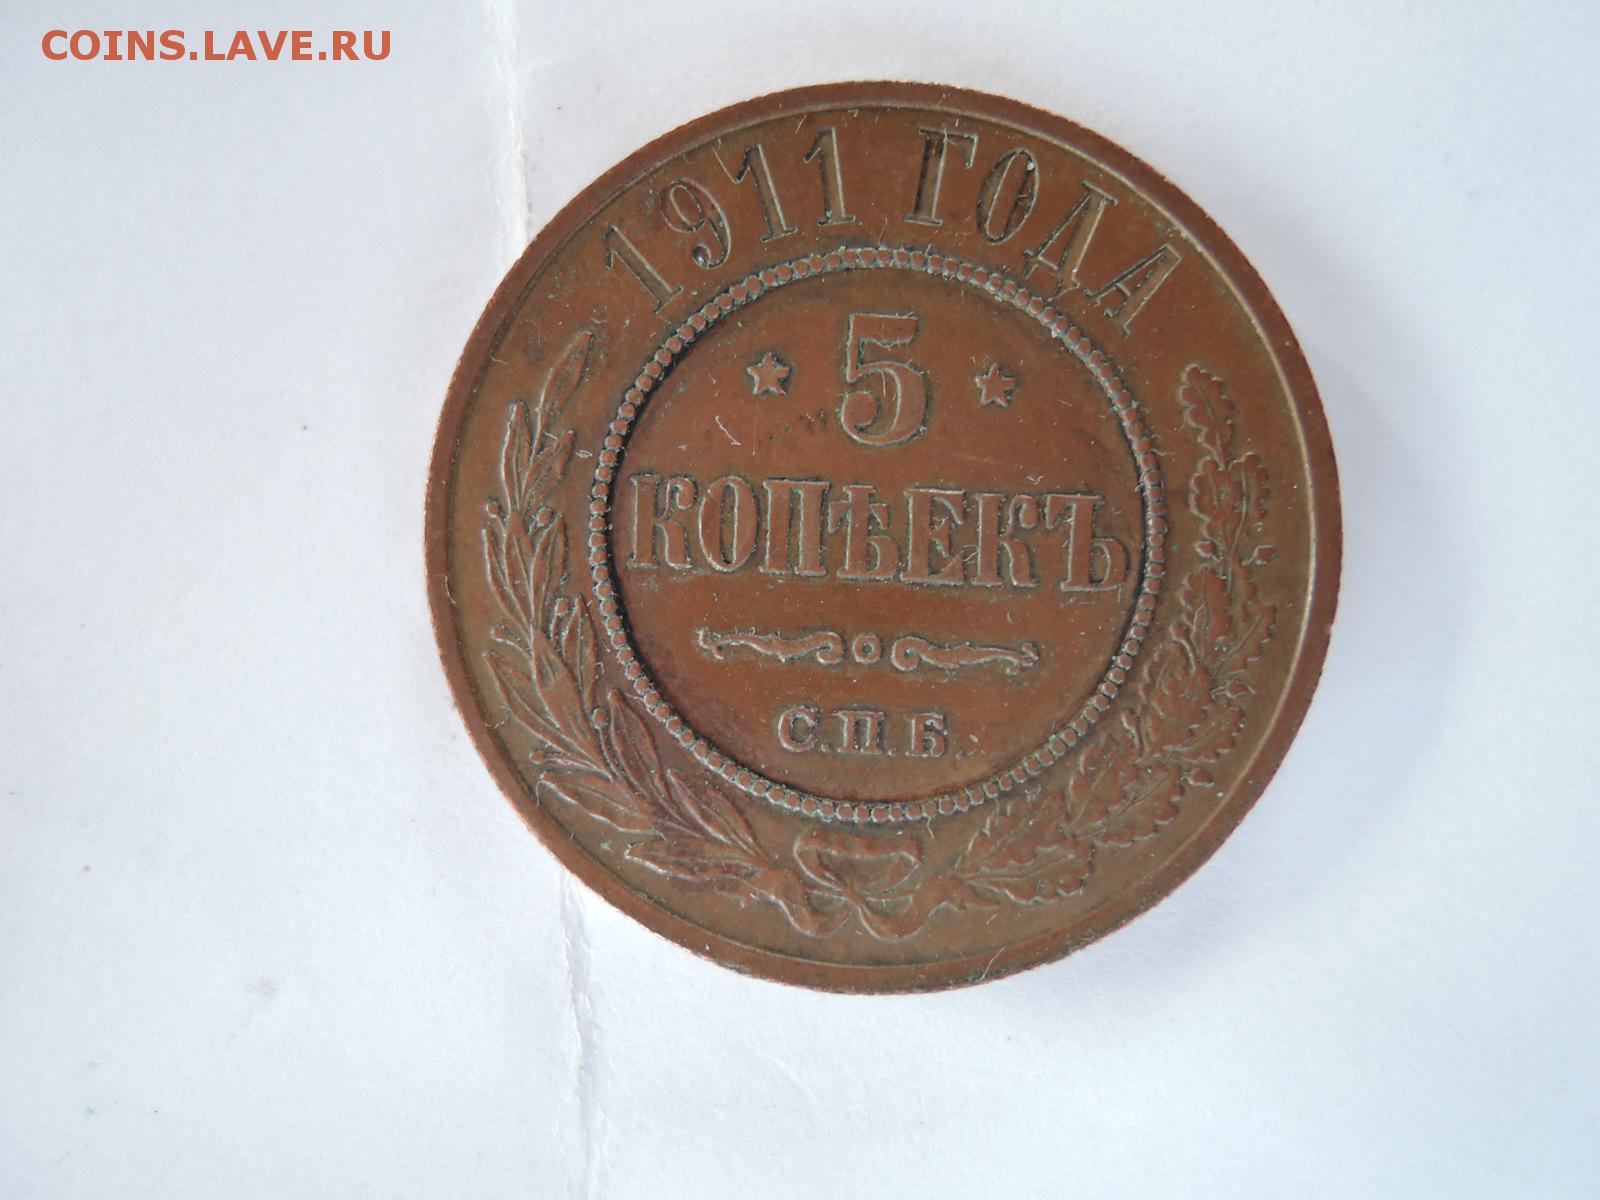 COINS.LAVE.RU
1911 ГОДА
5
КОПѢЕКЪ
С.П.Б.